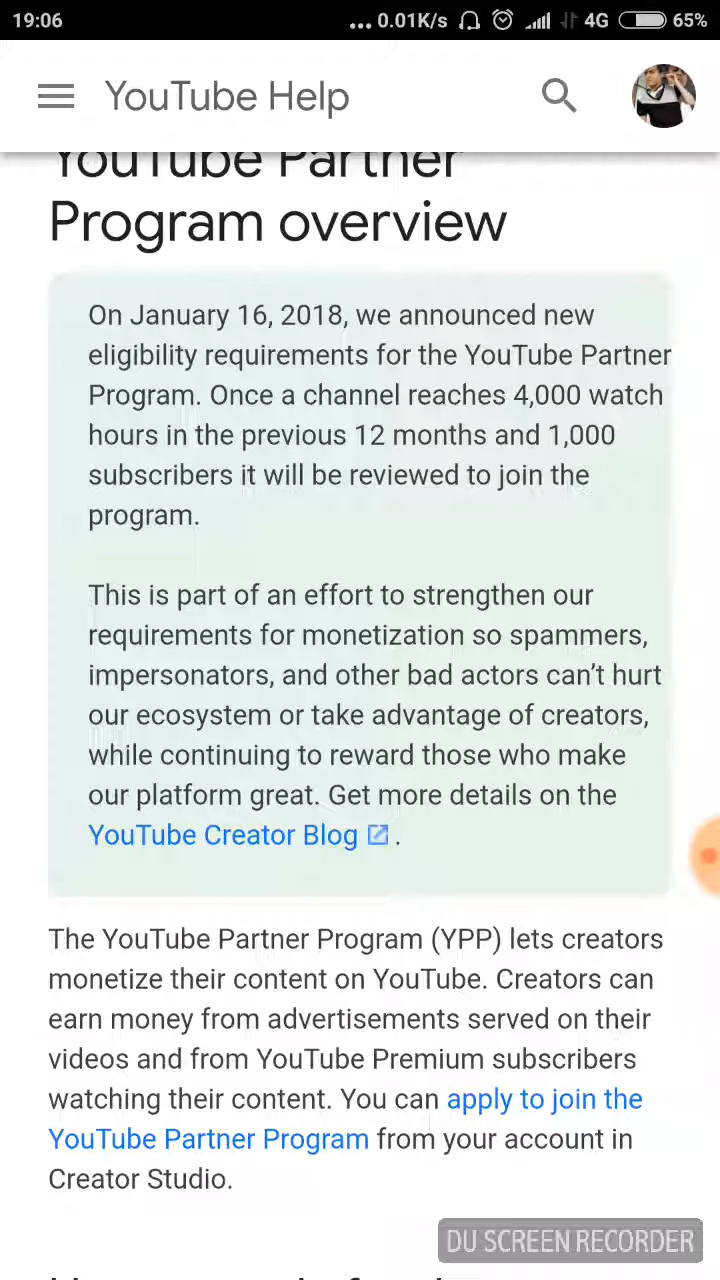 19:06
... 0.01K/s 4G 65%
YouTube Help
YouTube Partner
Program overview
On January 16, 2018, we announced new
eligibility requirements for the YouTube Partner
Program. Once a channel reaches 4,000 watch
hours in the previous 12 months and 1,000
subscribers it will be reviewed to join the
program.
This is part of an effort to strengthen our
requirements for monetization so spammers,
impersonators, and other bad actors can’t hurt
our ecosystem or take advantage of creators,
while continuing to reward those who make
our platform great. Get more details on the
YouTube Creator Blog .
The YouTube Partner Program (YPP) lets creators
monetize their content on YouTube. Creators can
earn money from advertisements served on their
videos and from YouTube Premium subscribers
watching their content. You can apply to join the
YouTube Partner Program from your account in
Creator Studio.
DU SCREEN RECORDER